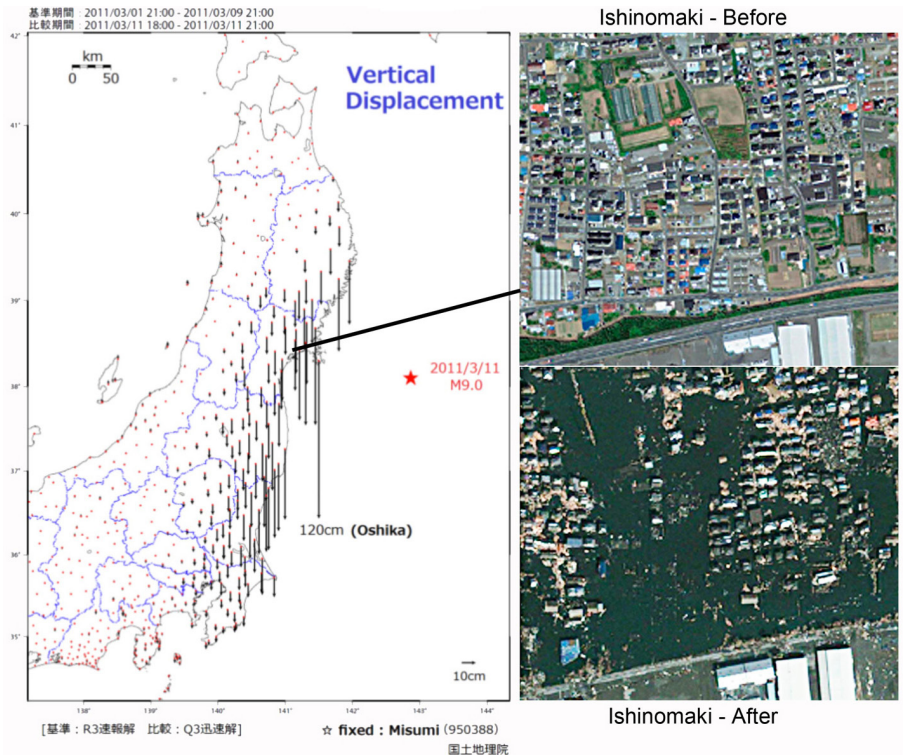 基準期間 : 2011/03/01 21:00 - 2011/03/09 21:00
比較期間 : 2011/03/11 18:00 - 2011/03/11 21:00
Ishinomaki - Before
42°
km
0 50
Vertical
Displacement
41°
40°
39°
38°
2011/3/11
M9.0
37°
120cm (Oshika)
36°
35°
10cm
138° 139° 140° 141° 142° 143° 144°
Ishinomaki - After
[基準 : R3速報解 比較 : Q3迅速解]
☆ fixed : Misumi (950388)
国土地理院